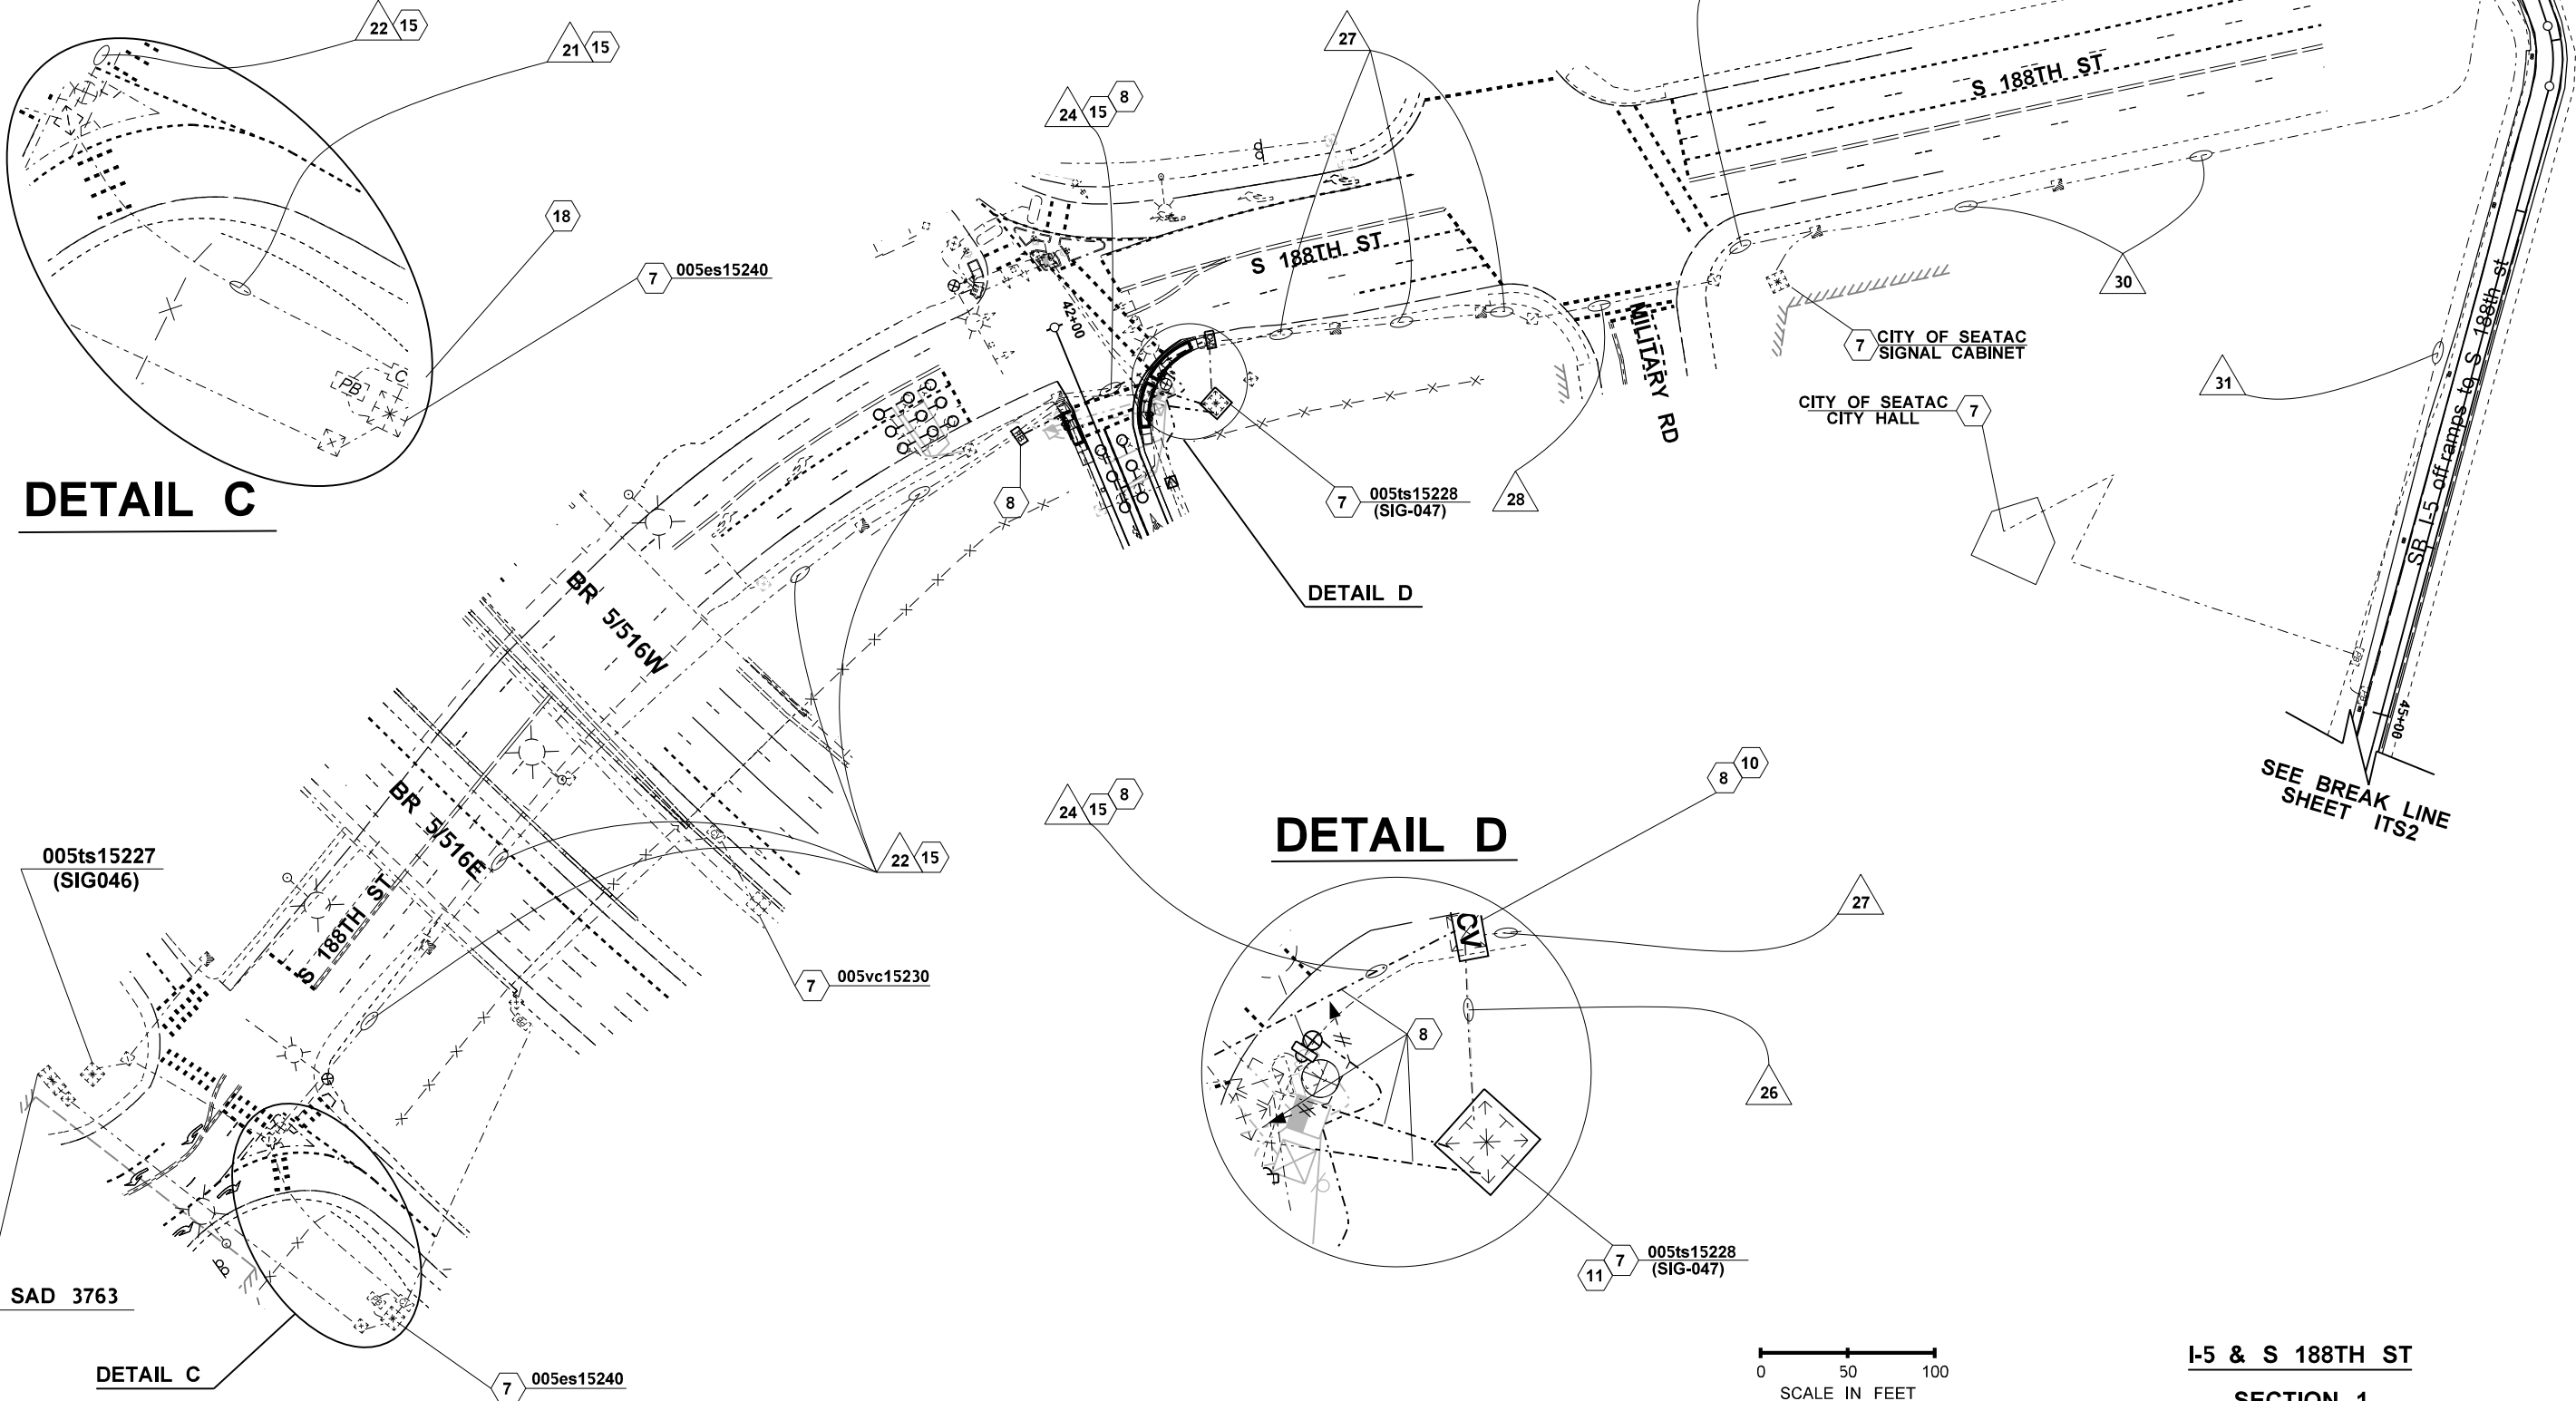 22 15
21 15
18
7 005es15240
PB
C
DETAIL C
24 15 8
27
S 188TH ST
S 188TH ST
42+00
MILITARY RD
7 CITY OF SEATAC
SIGNAL CABINET
CITY OF SEATAC
CITY HALL 7
30
31
SB I-5 off ramps to S 188th st
45+00
SEE BREAK LINE
SHEET ITS2
8
7 005ts15228
(SIG-047)
28
DETAIL D
BR 5/516W
BR 5/516E
S 188TH ST
22 15
7 005vc15230
005ts15227
(SIG046)
SAD 3763
DETAIL C
7 005es15240
24 15 8
DETAIL D
8 10
CV
27
8
26
11 7 005ts15228
(SIG-047)
0 50 100
SCALE IN FEET
I-5 & S 188TH ST
SECTION 1